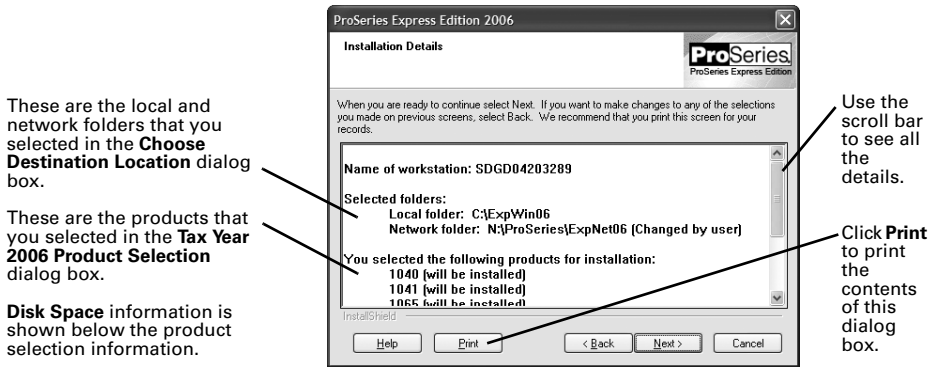 These are the local and
network folders that you
selected in the Choose
Destination Location dialog
box.
These are the products that
you selected in the Tax Year
2006 Product Selection
dialog box.
Disk Space information is
shown below the product
selection information.
ProSeries Express Edition 2006
Installation Details
ProSeries.
ProSeries Express Edition
When you are ready to continue select Next. If you want to make changes to any of the selections
you made on previous screens, select Back. We recommend that you print this screen for your
records.
Name of workstation: SDGD04203289
Selected folders:
Local folder: C:\ExpWin06
Network folder: N:\ProSeries\ExpNet06 (Changed by user)
You selected the following products for installation:
1040 (will be installed)
1041 (will be installed)
1065 (will be installed)
InstallShield
Help
Print
< Back
Next >
Cancel
Use the
scroll bar
to see all
the
details.
Click Print
to print
the
contents
of this
dialog
box.